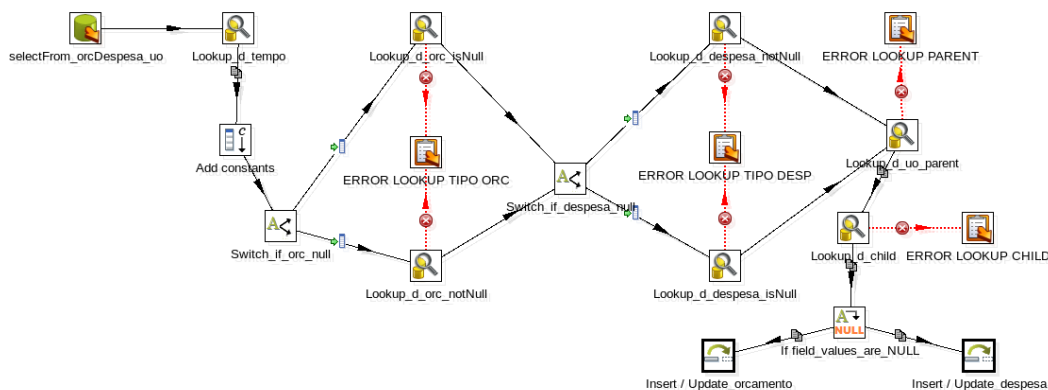 selectFrom_orcDespesa_uo
Lookup_d_tempo
Lookup_d_orc_isNull
Lookup_d_despesa_notNull
ERROR LOOKUP PARENT
C
Add constants
ERROR LOOKUP TIPO ORC
ERROR LOOKUP TIPO DESP
Lookup_d_uo_parent
A
Switch_if_despesa_null
A
Switch_if_orc_null
Lookup_d_orc_notNull
Lookup_d_despesa_isNull
Lookup_d_child
ERROR LOOKUP CHILD
A
NULL
If field_values_are_NULL
Insert / Update_orcamento
Insert / Update_despesa